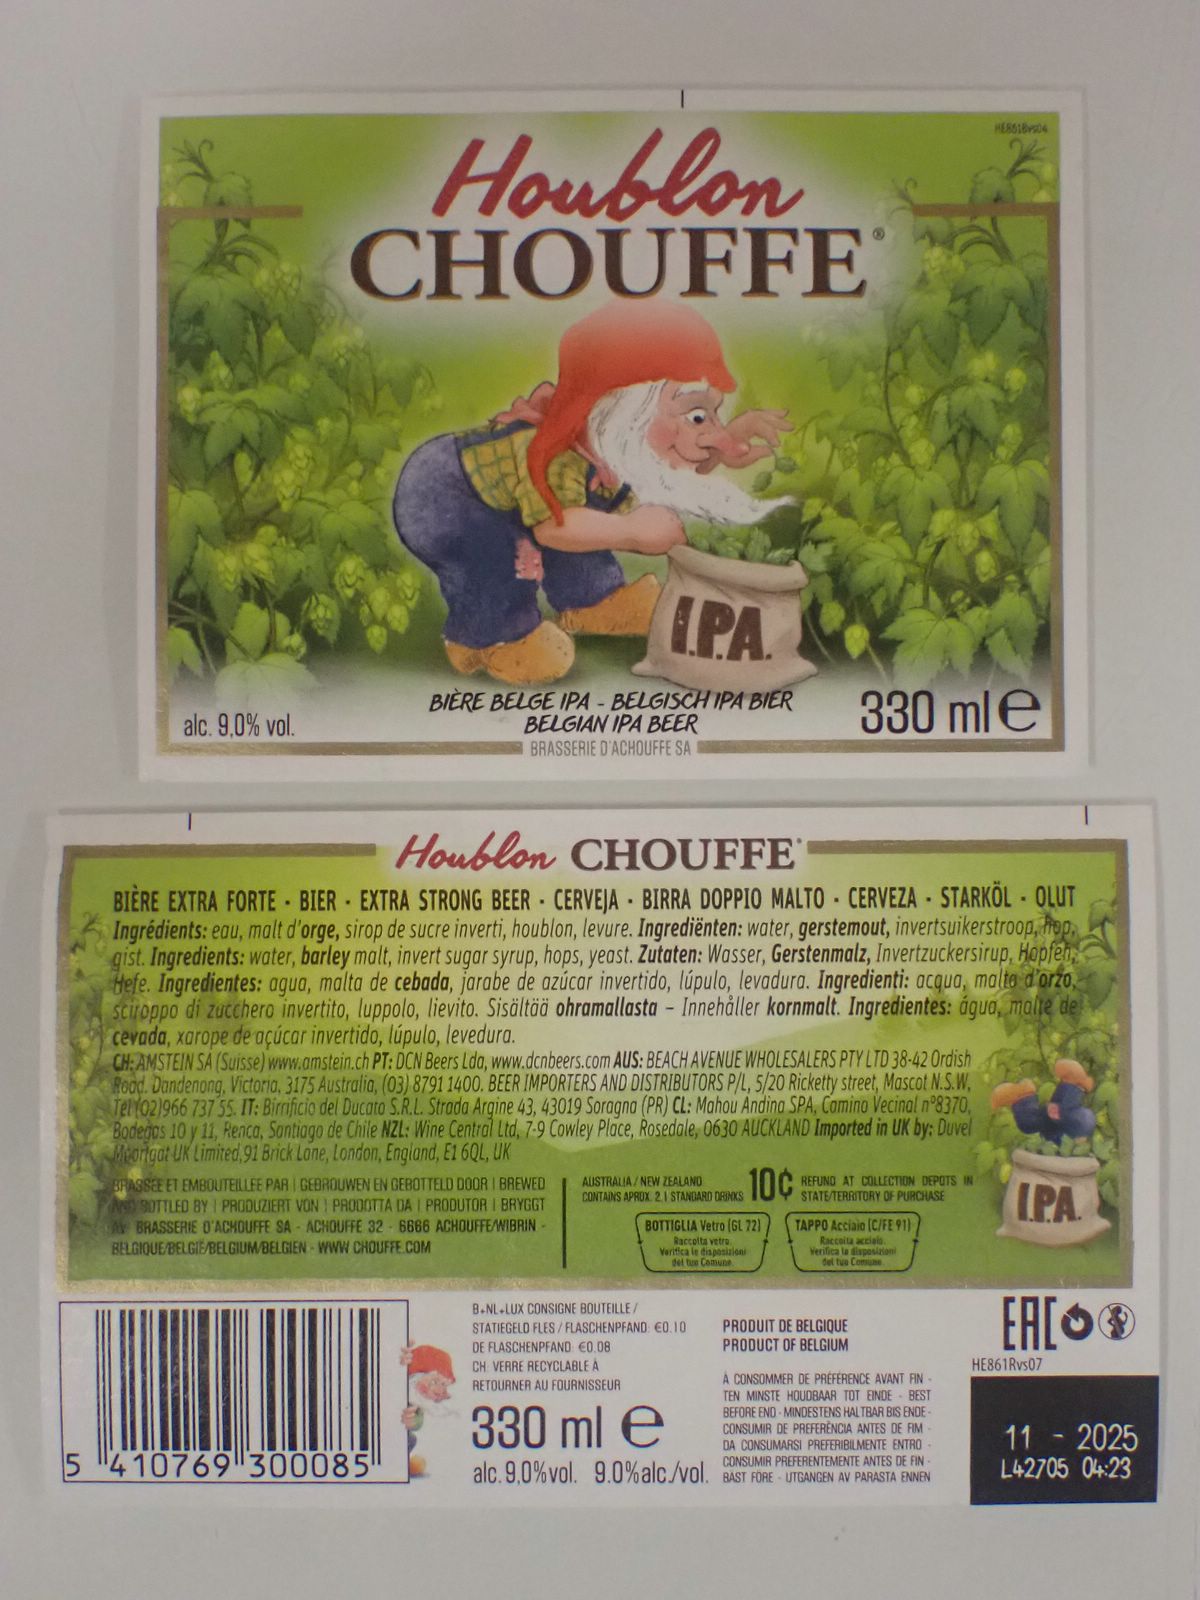 HE861Bvs04
Houblon
CHOUFFE®
I.P.A.
BIÈRE BELGE IPA - BELGISCH IPA BIER
BELGIAN IPA BEER
alc. 9,0% vol.
330 ml e
BRASSERIE D'ACHOUFFE SA
Houblon CHOUFFE®
BIÈRE EXTRA FORTE - BIER - EXTRA STRONG BEER - CERVEJA - BIRRA DOPPIO MALTO - CERVEZA - STARKÖL - OLUT
Ingrédients: eau, malt d'orge, sirop de sucre inverti, houblon, levure. Ingrediënten: water, gerstemout, invertsuikerstroop, hop,
gist. Ingredients: water, barley malt, invert sugar syrup, hops, yeast. Zutaten: Wasser, Gerstenmalz, Invertzuckersirup, Hopfen,
Hefe. Ingredientes: agua, malta de cebada, jarabe de azúcar invertido, lúpulo, levadura. Ingredienti: acqua, malto d'orzo,
sciroppo di zucchero invertito, luppolo, lievito. Sisältää ohramallasta – Innehåller kornmalt. Ingredientes: água, malte de
cevada, xarope de açúcar invertido, lúpulo, levedura.
CH: AMSTEIN SA (Suisse) www.amstein.ch PT: DCN Beers Lda, www.dcnbeers.com AUS: BEACH AVENUE WHOLESALERS PTY LTD 38-42 Ordish
Road. Dandenong, Victoria, 3175 Australia, (03) 8791 1400. BEER IMPORTERS AND DISTRIBUTORS P/L, 5/20 Ricketty street, Mascot N.S.W,
Tel (02)966 737 55. IT: Birrificio del Ducato S.R.L. Strada Argine 43, 43019 Soragna (PR) CL: Mahou Andina SPA, Camino Vecinal nº8370,
Bodegas 10 y 11, Renca, Santiago de Chile NZL: Wine Central Ltd, 7-9 Cowley Place, Rosedale, 0630 AUCKLAND Imported in UK by: Duvel
Moortgat UK Limited,91 Brick Lane, London, England, E1 6QL, UK
BRASSÉE ET EMBOUTEILLEE PAR | GEBROUWEN EN GEBOTTELD DOOR | BREWED
AND BOTTLED BY | PRODUZIERT VON | PRODOTTA DA | PRODUTOR | BRYGGT
AV BRASSERIE D'ACHOUFFE SA - ACHOUFFE 32 - 6666 ACHOUFFE/WIBRIN -
BELGIQUE/BELGIË/BELGIUM/BELGIEN - WWW.CHOUFFE.COM
AUSTRALIA / NEW ZEALAND
CONTAINS APROX. 2.1 STANDARD DRINKS
10¢ REFUND AT COLLECTION DEPOTS IN
STATE/TERRITORY OF PURCHASE
BOTTIGLIA Vetro (GL 72)
Raccolta vetro.
Verifica le disposizioni
del tuo Comune.
TAPPO Acciaio (C/FE 91)
Raccolta acciaio.
Verifica le disposizioni
del tuo Comune.
I.P.A.
5 410769 300085
B+NL+LUX CONSIGNE BOUTEILLE /
STATIEGELD FLES / FLASCHENPFAND: €0.10
DE FLASCHENPFAND: €0.08
CH: VERRE RECYCLABLE À
RETOURNER AU FOURNISSEUR
330 ml e
alc. 9,0%vol. 9.0%alc./vol.
PRODUIT DE BELGIQUE
PRODUCT OF BELGIUM
À CONSOMMER DE PRÉFÉRENCE AVANT FIN -
TEN MINSTE HOUDBAAR TOT EINDE - BEST
BEFORE END - MINDESTENS HALTBAR BIS ENDE -
CONSUMIR DE PREFERÊNCIA ANTES DE FIM -
DA CONSUMARSI PREFERIBILMENTE ENTRO -
CONSUMIR PREFERENTEMENTE ANTES DE FIN -
BÄST FÖRE - UTGÅNGEN AV PARASTA ENNEN
EAC
HE861Rvs07
11 - 2025
L42705 04:23